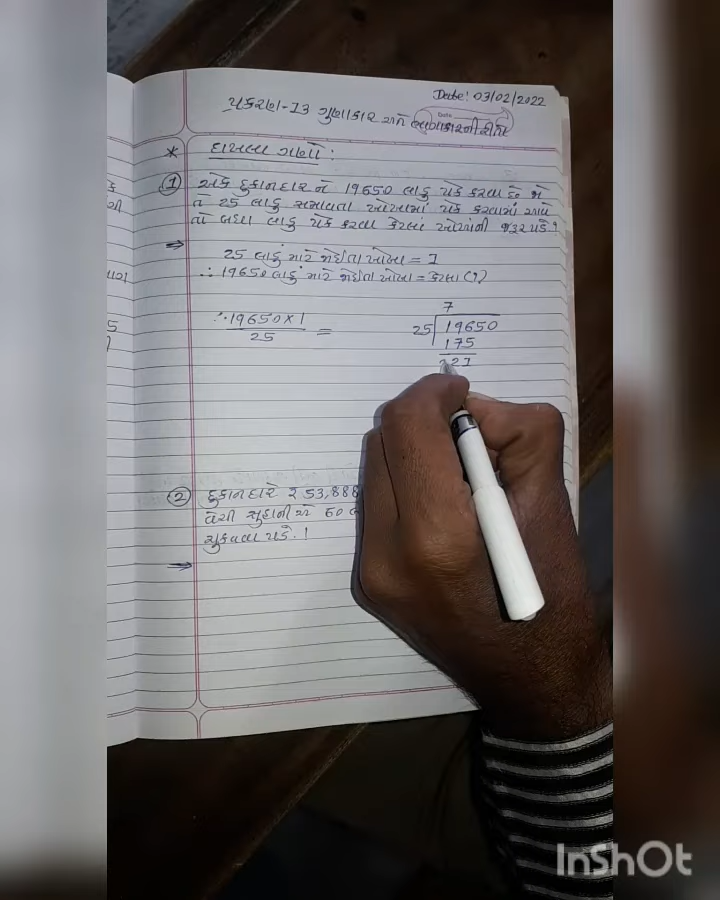 Date: 03/02/2022
પ્રકરણ-13 ગુણાકાર અને ભાગાકારની રીતો
* દાખલા ગણો :
① એક દુકાનદારને 19650 લાડુ પેક કરવા છે જો
તે 25 લાડુ સમાવતા ખોખામાં પેક કરવામાં આવે
તો બધા લાડુ પેક કરવા કેટલાં ખોખાની જરૂર પડે?
⇒ 25 લાડું માટે જોઈતા ખોખા = 1
∴ 19650 લાડું માટે જોઈતા ખોખા = કેટલા (?)
7
∴ 19650 × 1 = 25 19650
25 175
21
② દુકાનદારે ₹ 53,888
વેચી
60
ચુકવવા પડે.
⇒
InShOt